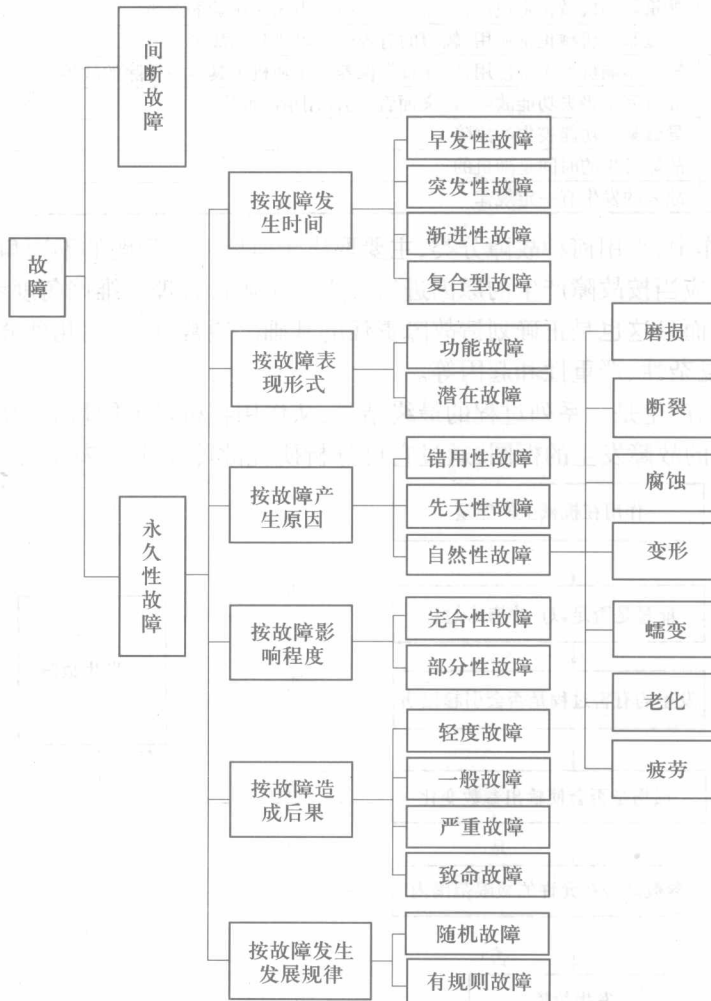 故障
间断故障
永久性故障
按故障发
生时间
早发性故障
突发性故障
渐进性故障
复合型故障
按故障表
现形式
功能故障
潜在故障
按故障产
生原因
错用性故障
先天性故障
自然性故障
磨损
断裂
腐蚀
变形
蠕变
老化
疲劳
按故障影
响程度
完合性故障
部分性故障
按故障造
成后果
轻度故障
一般故障
严重故障
致命故障
按故障发生
发展规律
随机故障
有规则故障